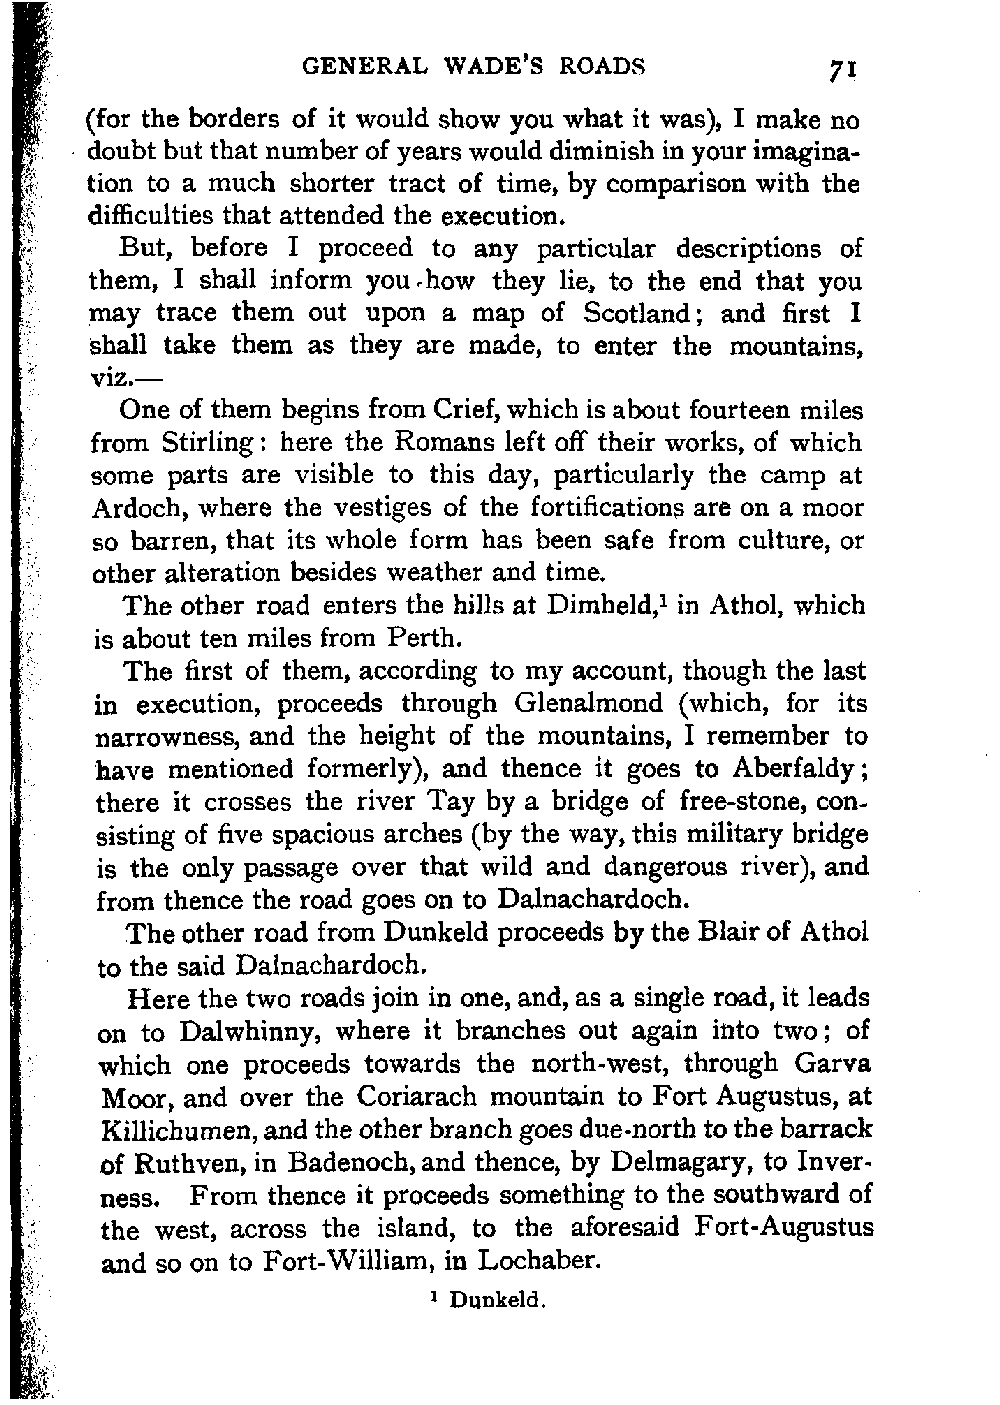 GENERAL WADE'S ROADS 71
(for the borders of it would show you what it was), I make no
doubt but that number of years would diminish in your imagina-
tion to a much shorter tract of time, by comparison with the
difficulties that attended the execution.
But, before I proceed to any particular descriptions of
them, I shall inform you how they lie, to the end that you
may trace them out upon a map of Scotland; and first I
shall take them as they are made, to enter the mountains,
viz.—
One of them begins from Crief, which is about fourteen miles
from Stirling: here the Romans left off their works, of which
some parts are visible to this day, particularly the camp at
Ardoch, where the vestiges of the fortifications are on a moor
so barren, that its whole form has been safe from culture, or
other alteration besides weather and time.
The other road enters the hills at Dimheld,¹ in Athol, which
is about ten miles from Perth.
The first of them, according to my account, though the last
in execution, proceeds through Glenalmond (which, for its
narrowness, and the height of the mountains, I remember to
have mentioned formerly), and thence it goes to Aberfaldy;
there it crosses the river Tay by a bridge of free-stone, con-
sisting of five spacious arches (by the way, this military bridge
is the only passage over that wild and dangerous river), and
from thence the road goes on to Dalnachardoch.
The other road from Dunkeld proceeds by the Blair of Athol
to the said Dalnachardoch.
Here the two roads join in one, and, as a single road, it leads
on to Dalwhinny, where it branches out again into two; of
which one proceeds towards the north-west, through Garva
Moor, and over the Coriarach mountain to Fort Augustus, at
Killichumen, and the other branch goes due-north to the barrack
of Ruthven, in Badenoch, and thence, by Delmagary, to Inver-
ness. From thence it proceeds something to the southward of
the west, across the island, to the aforesaid Fort-Augustus
and so on to Fort-William, in Lochaber.
¹ Dunkeld.